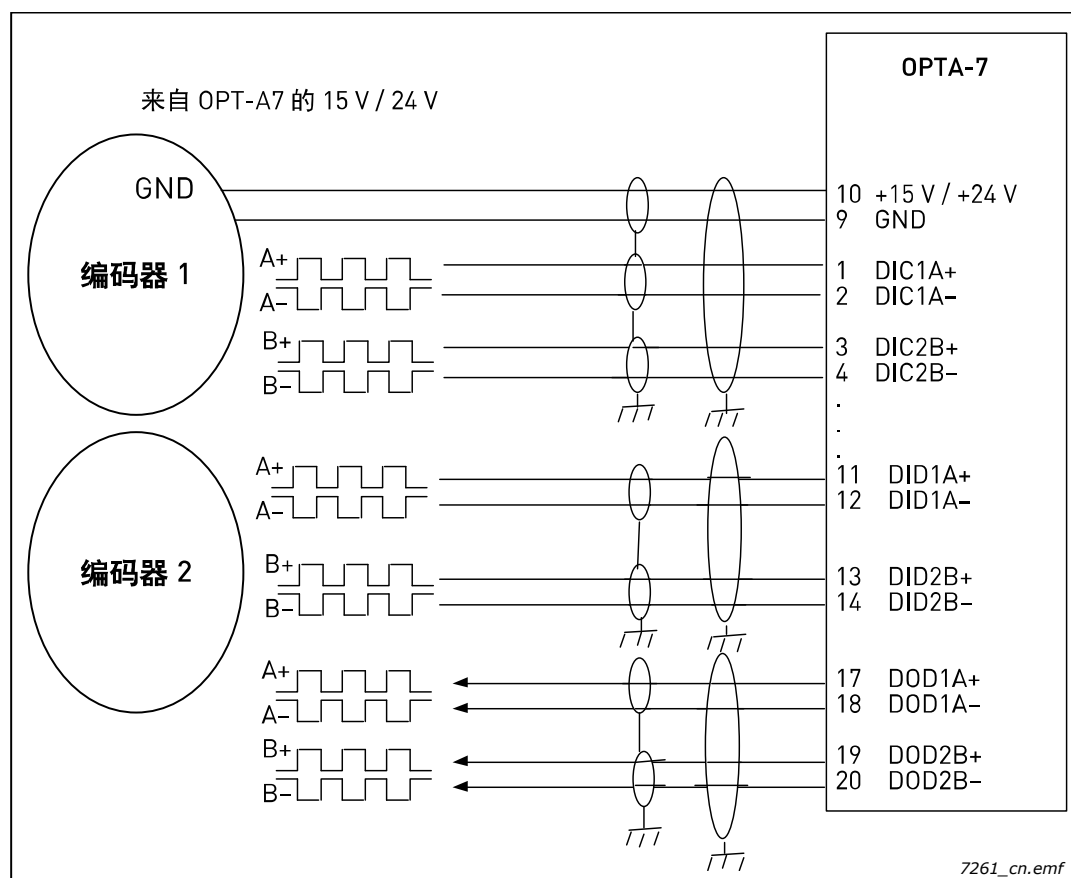 OPTA-7
来自 OPT-A7 的 15 V / 24 V
GND
编码器 1
10 +15 V / +24 V
9 GND
A+
A-
1 DIC1A+
2 DIC1A-
B+
B-
3 DIC2B+
4 DIC2B-
.
.
.
编码器 2
A+
A-
11 DID1A+
12 DID1A-
B+
B-
13 DID2B+
14 DID2B-
A+
A-
17 DOD1A+
18 DOD1A-
B+
B-
19 DOD2B+
20 DOD2B-
7261_cn.emf